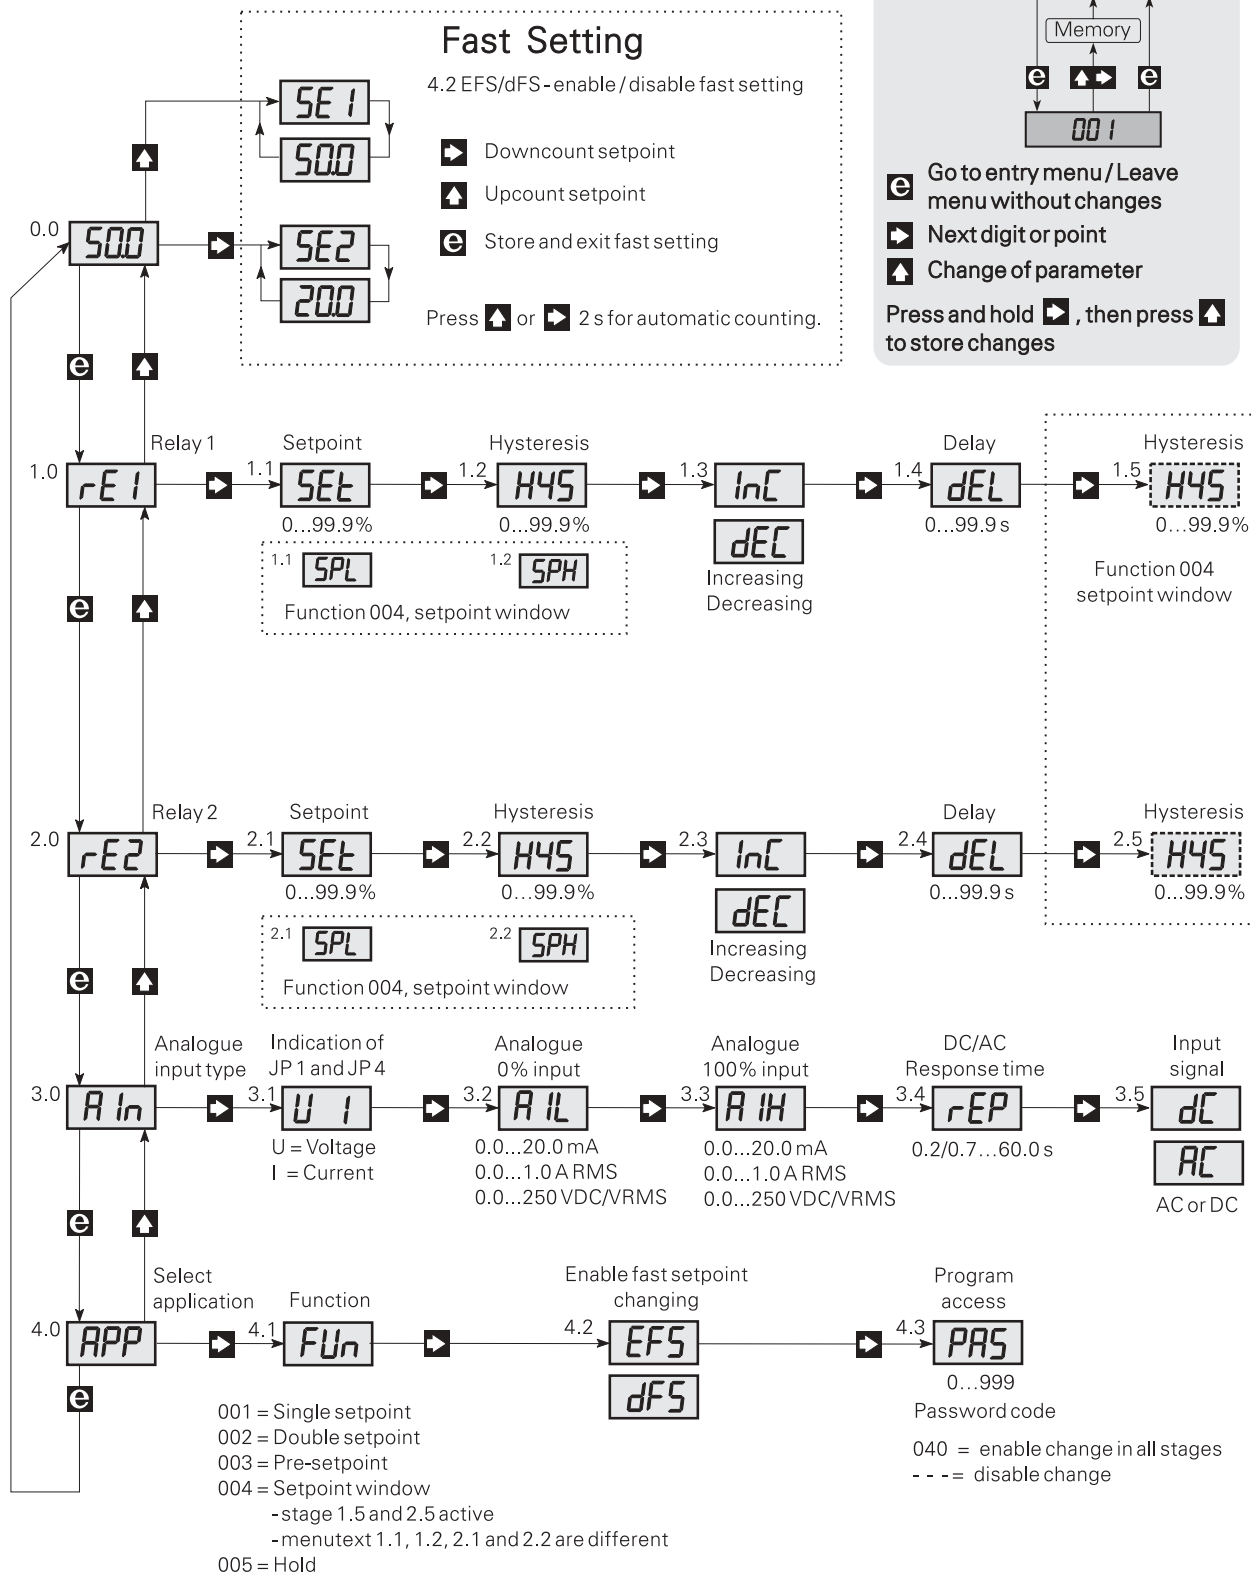 Fast Setting
4.2 EFS/dFS - enable / disable fast setting
SE1
50.0
Downcount setpoint
Upcount setpoint
e Store and exit fast setting
SE2
20.0
Press or 2 s for automatic counting.
Memory
e e
001
e Go to entry menu / Leave
menu without changes
Next digit or point
Change of parameter
Press and hold , then press
to store changes
0.0 50.0
e
Relay 1 Setpoint Hysteresis Delay Hysteresis
1.0 rE1 1.1 SEt 1.2 HYS 1.3 InC 1.4 dEL 1.5 HYS
0...99.9% 0...99.9% dEC 0...99.9 s 0...99.9%
1.1 SPL 1.2 SPH
Increasing
Decreasing
Function 004, setpoint window
Function 004
setpoint window
e
Relay 2 Setpoint Hysteresis Delay Hysteresis
2.0 rE2 2.1 SEt 2.2 HYS 2.3 InC 2.4 dEL 2.5 HYS
0...99.9% 0...99.9% dEC 0...99.9 s 0...99.9%
2.1 SPL 2.2 SPH
Increasing
Decreasing
Function 004, setpoint window
e
Analogue
input type
Indication of
JP 1 and JP 4
Analogue
0% input
Analogue
100% input
DC/AC
Response time
Input
signal
3.0 AIn 3.1 U I 3.2 AIL 3.3 AIH 3.4 rEP 3.5 dC
AC
U = Voltage
I = Current
0.0...20.0 mA
0.0...1.0 A RMS
0.0...250 VDC/VRMS
0.0...20.0 mA
0.0...1.0 A RMS
0.0...250 VDC/VRMS
0.2/0.7...60.0 s
AC or DC
e
Select
application
Function
Enable fast setpoint
changing
Program
access
4.0 APP 4.1 FUn 4.2 EFS 4.3 PAS
dFS
e
0...999
Password code
040 = enable change in all stages
- - - = disable change
001 = Single setpoint
002 = Double setpoint
003 = Pre-setpoint
004 = Setpoint window
- stage 1.5 and 2.5 active
- menutext 1.1, 1.2, 2.1 and 2.2 are different
005 = Hold